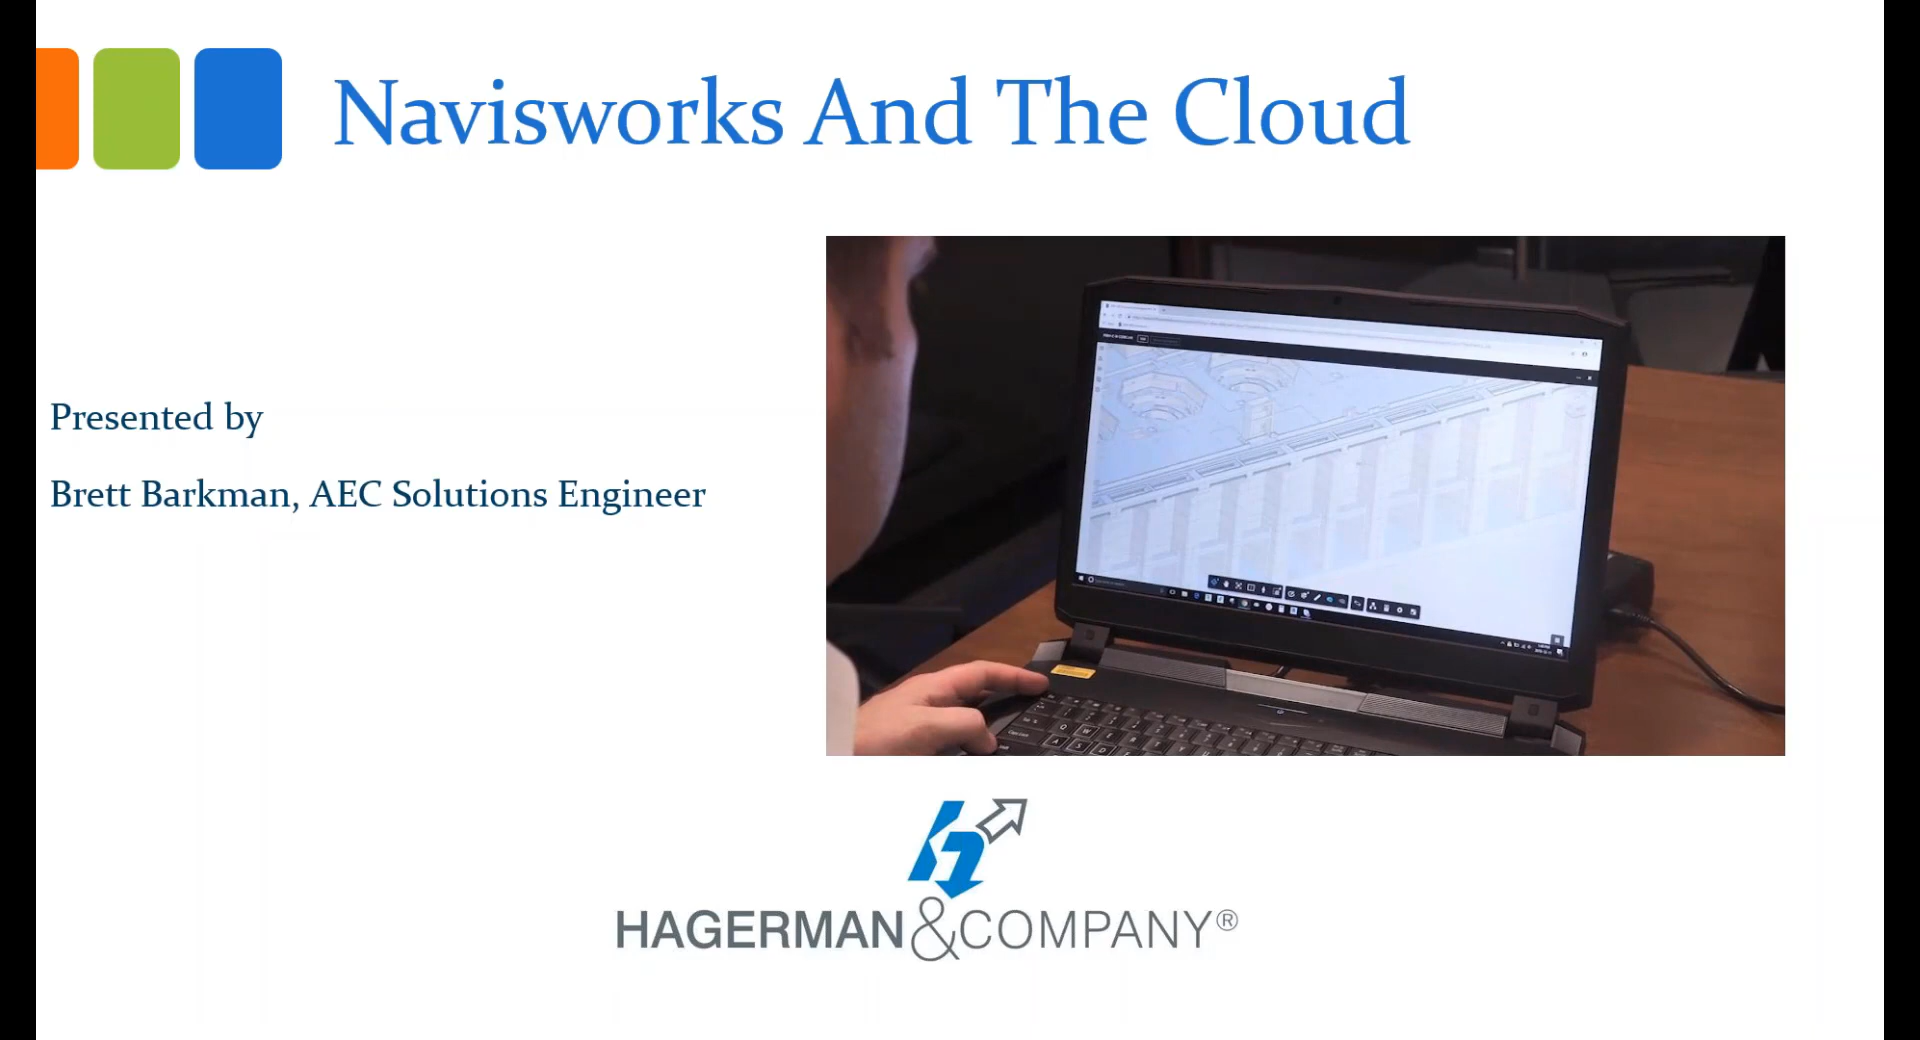 Navisworks And The Cloud
Presented by
Brett Barkman, AEC Solutions Engineer
HAGERMAN&COMPANY®